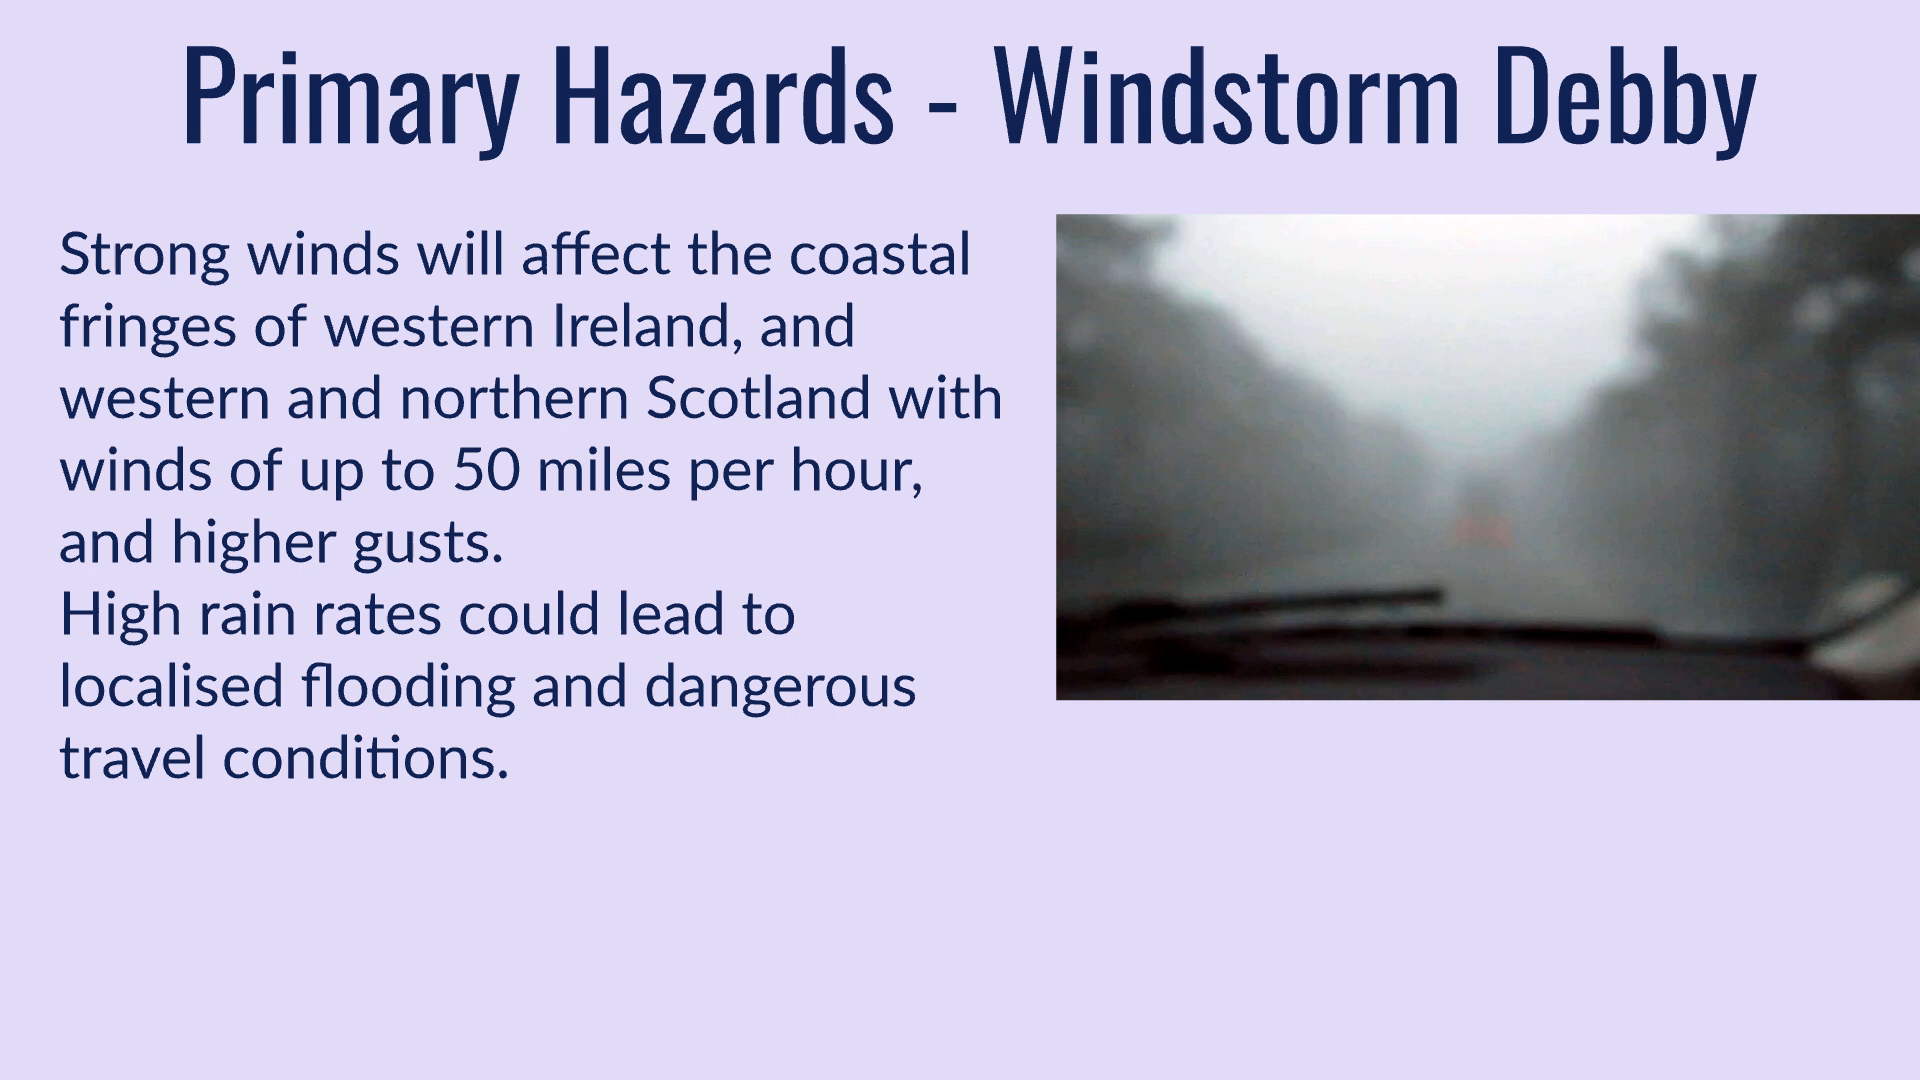 Primary Hazards - Windstorm Debby
Strong winds will affect the coastal
fringes of western Ireland, and
western and northern Scotland with
winds of up to 50 miles per hour,
and higher gusts.
High rain rates could lead to
localised flooding and dangerous
travel conditions.